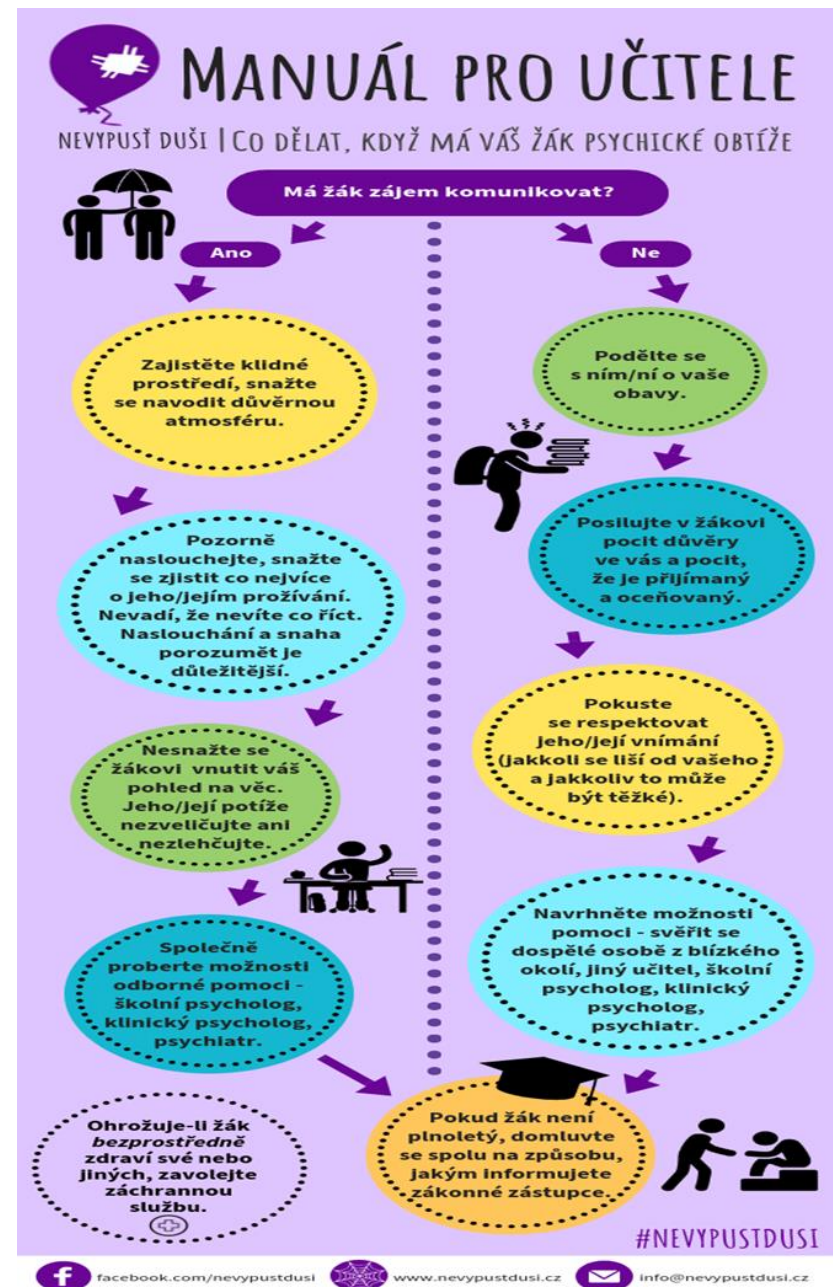 MANUÁL PRO UČITELE
NEVYPUSŤ DUŠI | CO DĚLAT, KDYŽ MÁ VÁŠ ŽÁK PSYCHICKÉ OBTÍŽE
Má žák zájem komunikovat?
Ano
Zajistěte klidné
prostředí, snažte
se navodit důvěrnou
atmosféru.
Pozorně
naslouchejte, snažte
se zjistit co nejvíce
o jeho/jejím prožívání.
Nevadí, že nevíte co říct.
Naslouchání a snaha
porozumět je
důležitější.
Nesnažte se
žákovi vnutit váš
pohled na věc.
Jeho/její potíže
nezveličujte ani
nezlehčujte.
Společně
proberte možnosti
odborné pomoci -
školní psycholog,
klinický psycholog,
psychiatr.
Ne
Podělte se
s ním/ní o vaše
obavy.
Posilujte v žákovi
pocit důvěry
ve vás a pocit,
že je přijímaný
a oceňovaný.
Pokuste
se respektovat
jeho/její vnímání
(jakkoli se liší od vašeho
a jakkoliv to může
být těžké).
Navrhněte možnosti
pomoci - svěřit se
dospělé osobě z blízkého
okolí, jiný učitel, školní
psycholog, klinický
psycholog,
psychiatr.
Pokud žák není
plnoletý, domluvte
se spolu na způsobu,
jakým informujete
zákonné zástupce.
Ohrožuje-li žák
bezprostředně
zdraví své nebo
jiných, zavolejte
záchrannou
službu.
#NEVYPUSTDUSI
facebook.com/nevypustdusi www.nevypustdusi.cz info@nevypustdusi.cz